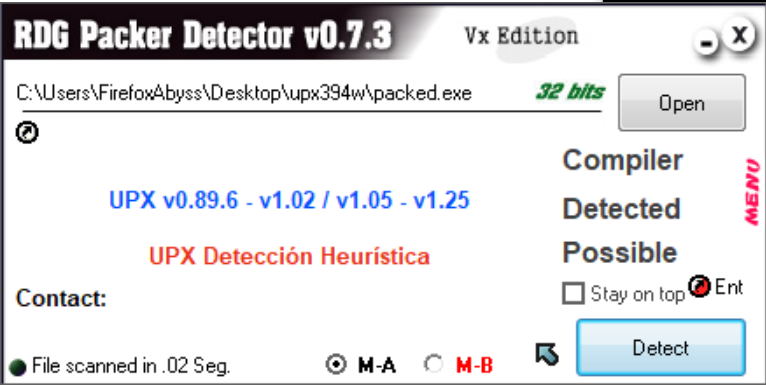 RDG Packer Detector v0.7.3 Vx Edition
C:\Users\FirefoxAbyss\Desktop\upx394w\packed.exe 32 bits Open
Compiler
MENU
UPX v0.89.6 - v1.02 / v1.05 - v1.25
Detected
UPX Detección Heurística
Possible
Contact:
Stay on top Ent
File scanned in .02 Seg. M-A M-B Detect